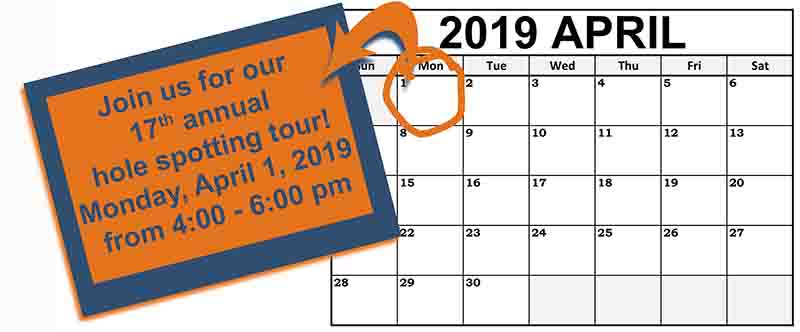 Join us for our
17th annual
hole spotting tour!
Monday, April 1, 2019
from 4:00 - 6:00 pm
2019 APRIL
Mon Tue Wed Thu Fri Sat
1 2 3 4 5 6
8 9 10 11 12 13
15 16 17 18 19 20
22 23 24 25 26 27
28 29 30